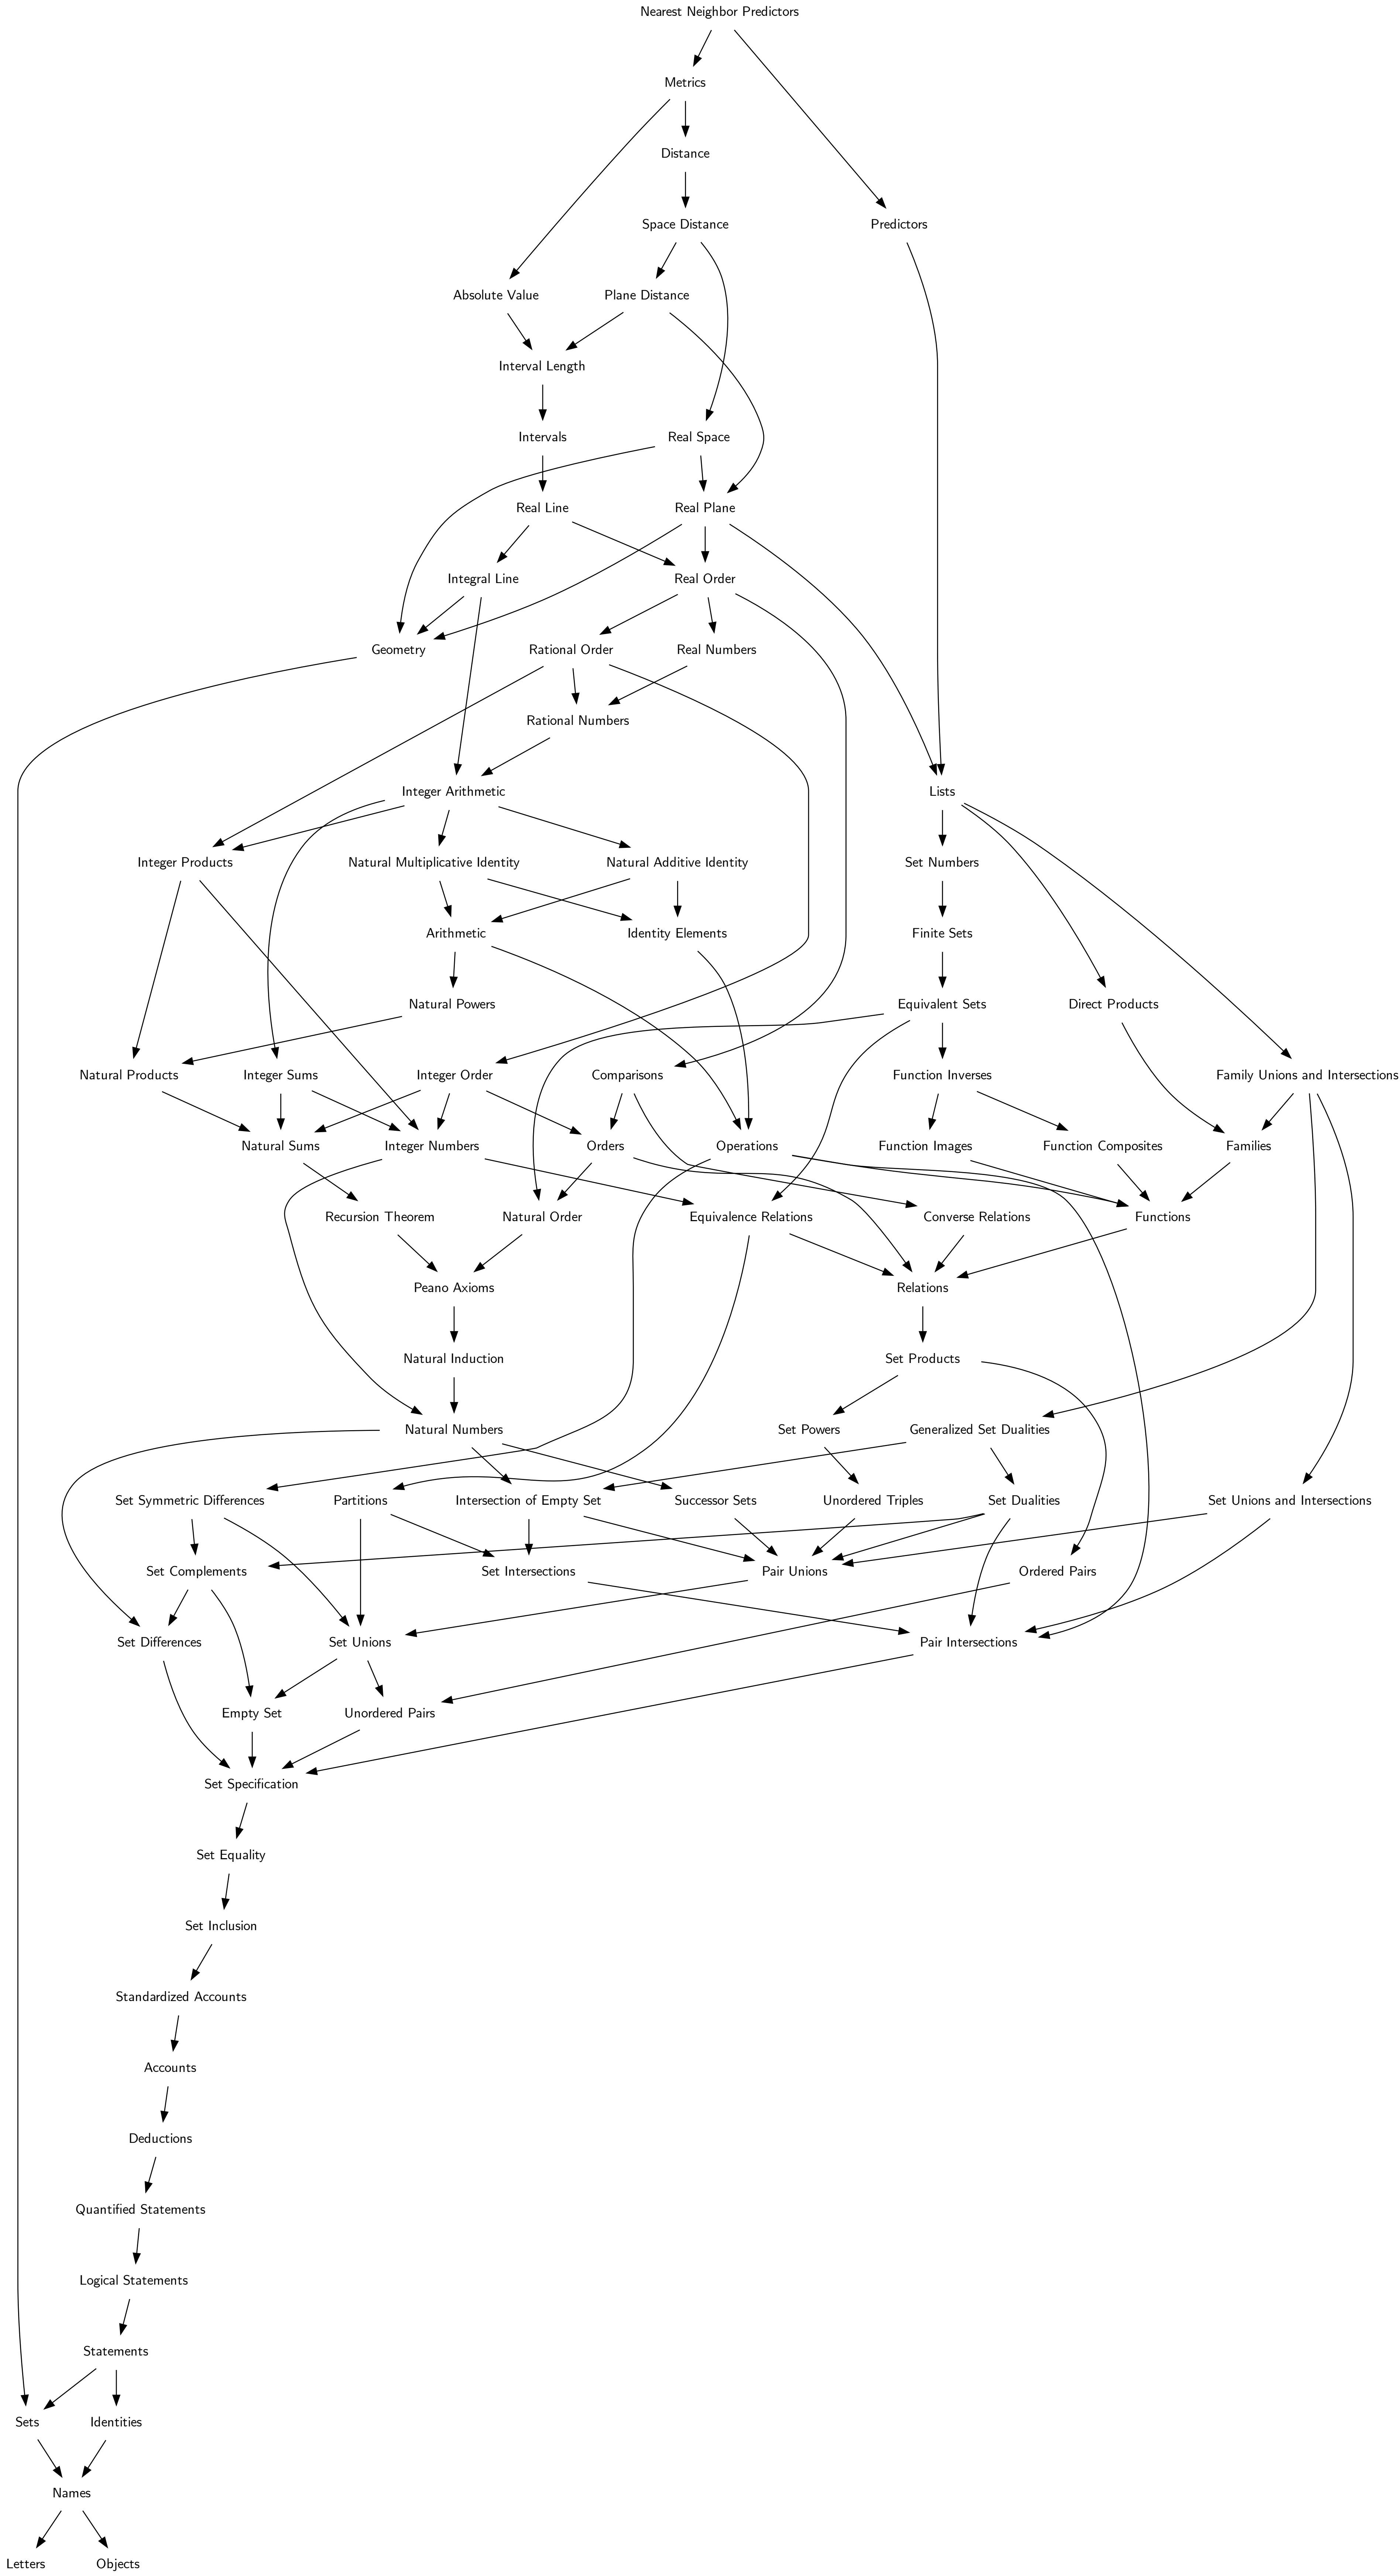 Nearest Neighbor Predictors
Metrics
Distance
Space Distance
Predictors
Absolute Value
Plane Distance
Interval Length
Intervals
Real Space
Real Line
Real Plane
Integral Line
Real Order
Geometry
Rational Order
Real Numbers
Rational Numbers
Integer Arithmetic
Lists
Integer Products
Natural Multiplicative Identity
Natural Additive Identity
Set Numbers
Arithmetic
Identity Elements
Finite Sets
Natural Powers
Equivalent Sets
Direct Products
Natural Products
Integer Sums
Integer Order
Comparisons
Function Inverses
Family Unions and Intersections
Natural Sums
Integer Numbers
Orders
Operations
Function Images
Function Composites
Families
Recursion Theorem
Natural Order
Equivalence Relations
Converse Relations
Functions
Peano Axioms
Relations
Natural Induction
Set Products
Natural Numbers
Set Powers
Generalized Set Dualities
Set Symmetric Differences
Partitions
Intersection of Empty Set
Successor Sets
Unordered Triples
Set Dualities
Set Unions and Intersections
Set Complements
Set Intersections
Pair Unions
Ordered Pairs
Set Differences
Set Unions
Pair Intersections
Empty Set
Unordered Pairs
Set Specification
Set Equality
Set Inclusion
Standardized Accounts
Accounts
Deductions
Quantified Statements
Logical Statements
Statements
Sets
Identities
Names
Letters
Objects